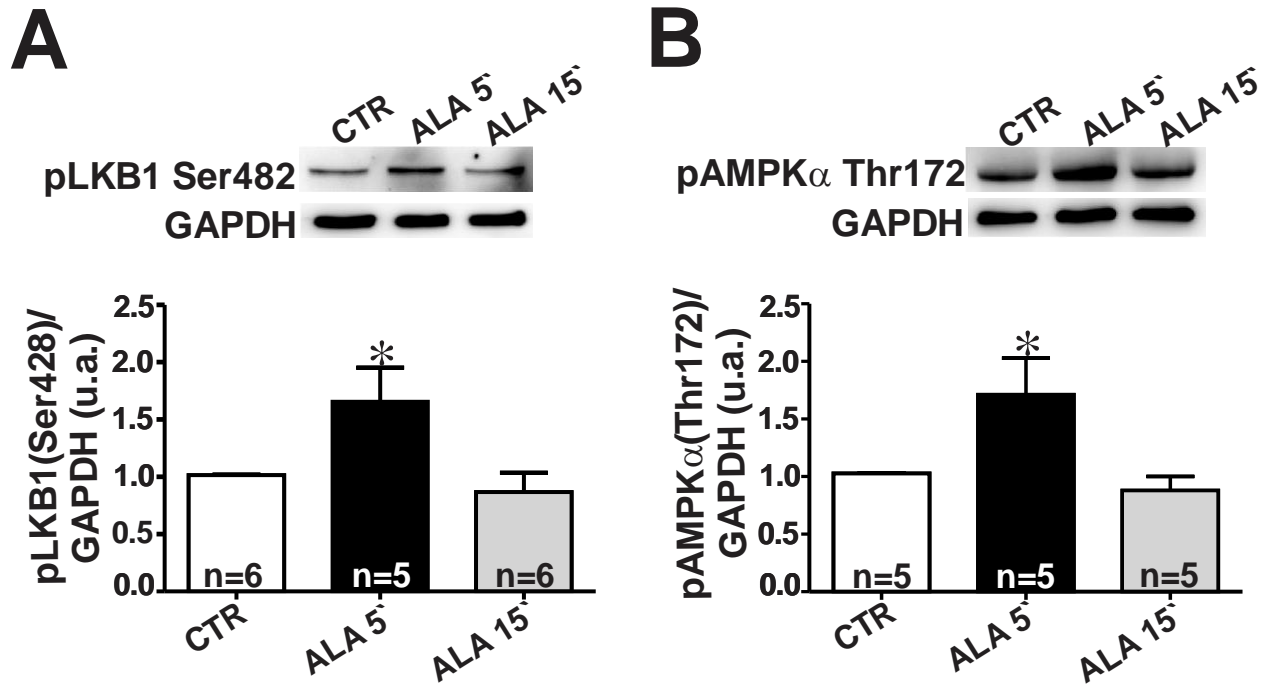 A
CTR
ALA 5`
ALA 15`
pLKB1 Ser482
GAPDH
pLKB1(Ser428)/
GAPDH (u.a.)
2.5
2.0
1.5
1.0
0.5
0.0
*
n=6
n=5
n=6
CTR
ALA 5`
ALA 15`
B
CTR
ALA 5`
ALA 15`
pAMPKα Thr172
GAPDH
pAMPKα(Thr172)/
GAPDH (u.a.)
2.5
2.0
1.5
1.0
0.5
0.0
*
n=5
n=5
n=5
CTR
ALA 5`
ALA 15`